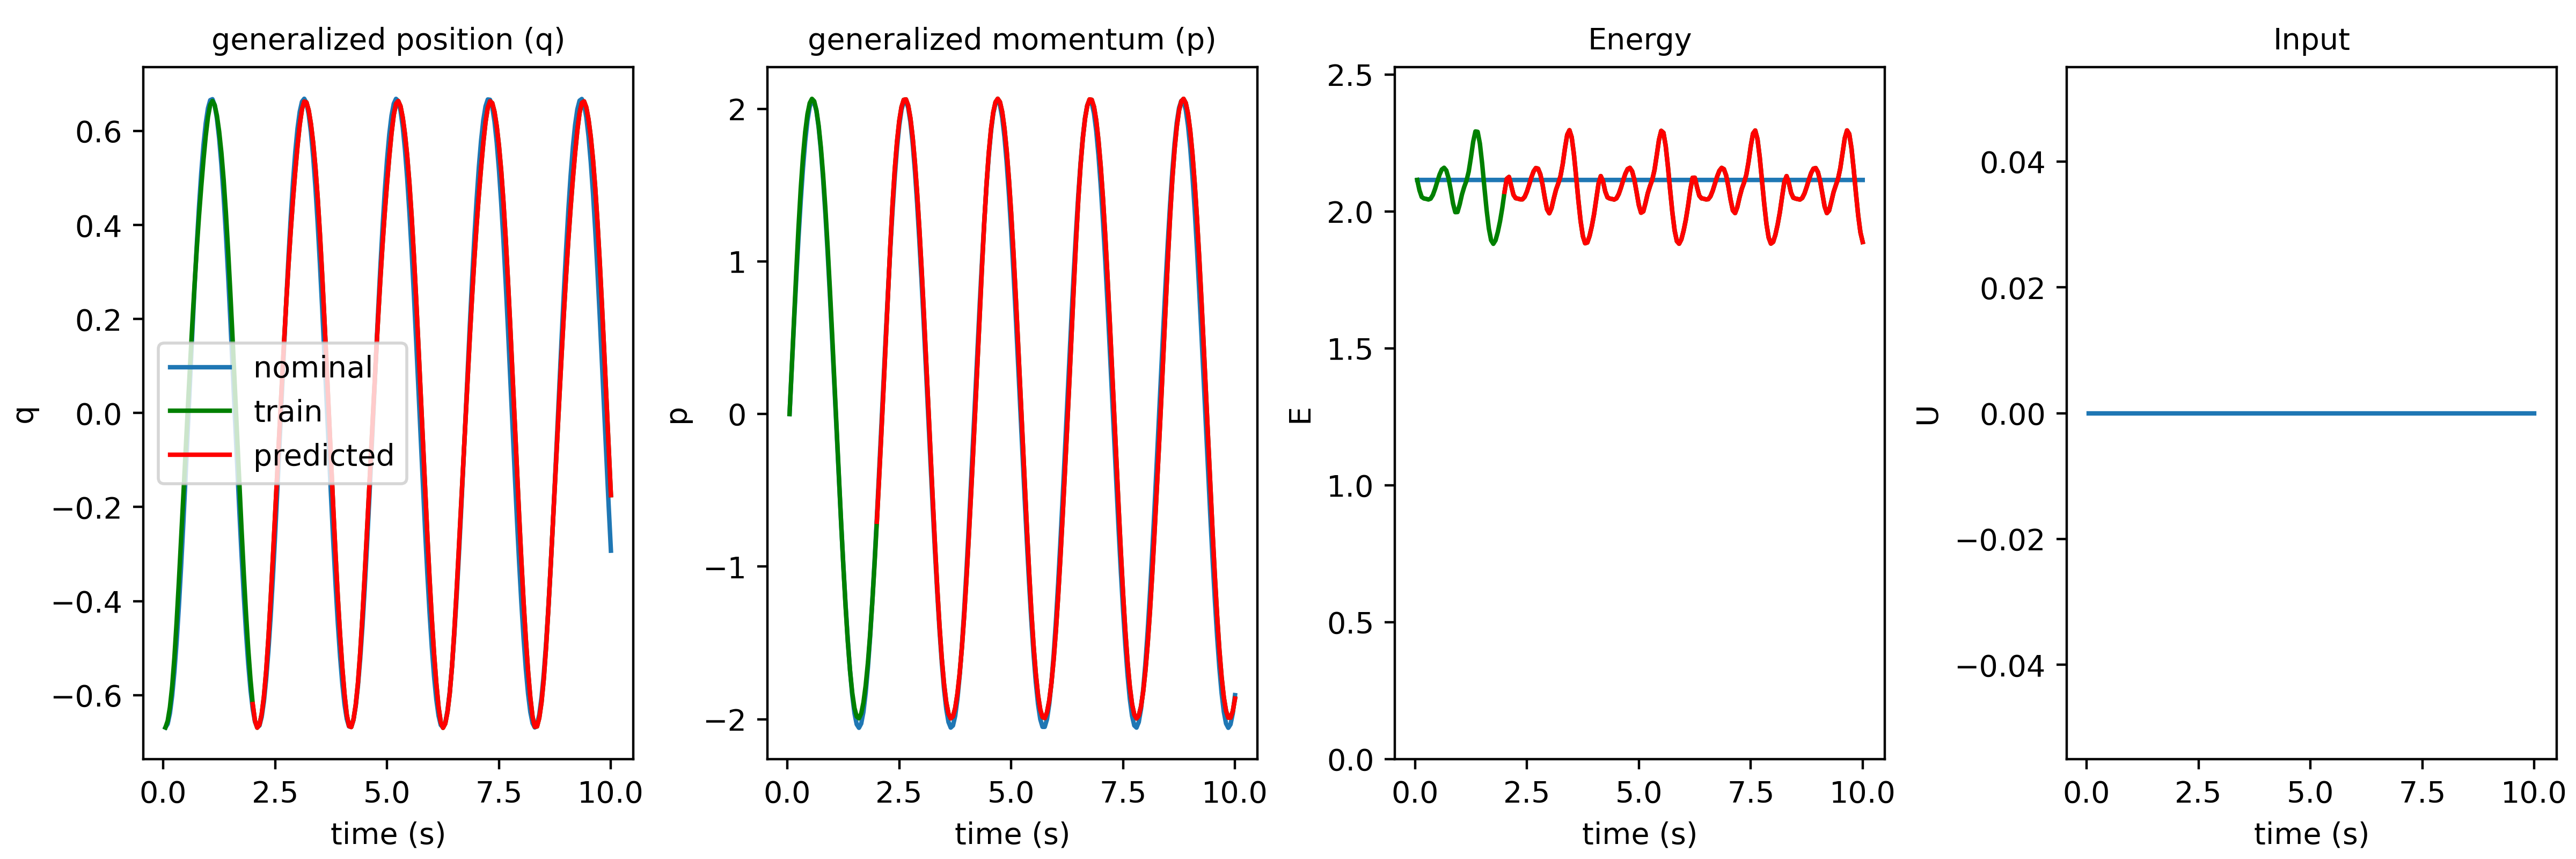 generalized position (q)
q
0.6
0.4
0.2
0.0
−0.2
−0.4
−0.6
nominal
train
predicted
0.0 2.5 5.0 7.5 10.0
time (s)
generalized momentum (p)
p
2
1
0
−1
−2
0.0 2.5 5.0 7.5 10.0
time (s)
Energy
E
2.5
2.0
1.5
1.0
0.5
0.0
0.0 2.5 5.0 7.5 10.0
time (s)
Input
U
0.04
0.02
0.00
−0.02
−0.04
0.0 2.5 5.0 7.5 10.0
time (s)